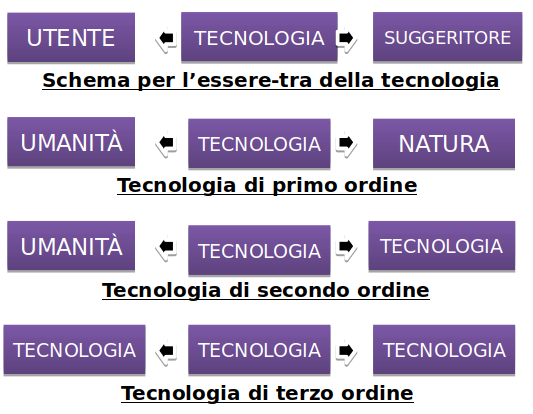 UTENTE TECNOLOGIA SUGGERITORE
Schema per l'essere-tra della tecnologia
UMANITÀ TECNOLOGIA NATURA
Tecnologia di primo ordine
UMANITÀ TECNOLOGIA TECNOLOGIA
Tecnologia di secondo ordine
TECNOLOGIA TECNOLOGIA TECNOLOGIA
Tecnologia di terzo ordine